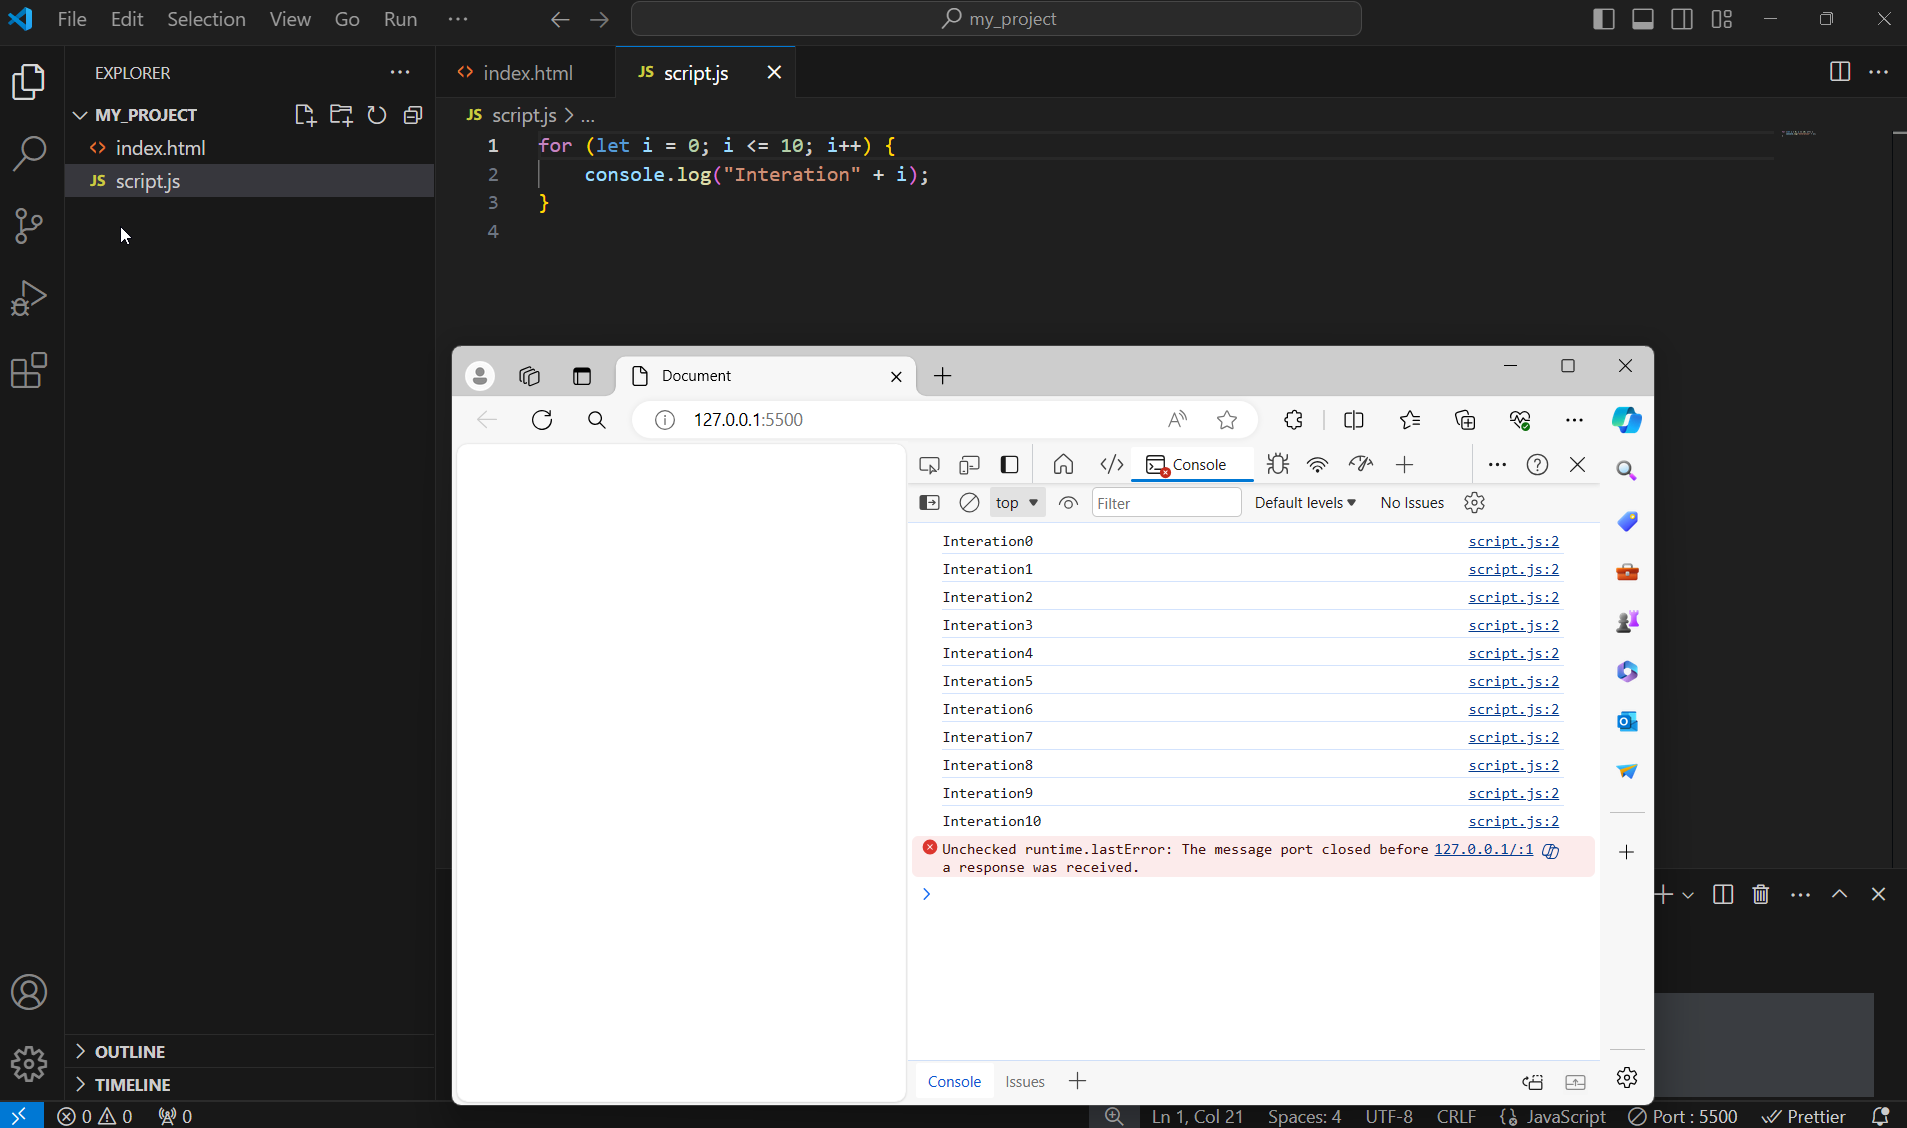 File Edit Selection View Go Run ···
my_project
EXPLORER
MY_PROJECT
index.html
JS script.js
OUTLINE
TIMELINE
index.html
JS script.js
JS script.js > ...
1 for (let i = 0; i <= 10; i++) {
2 console.log("Interation" + i);
3 }
4
Document
127.0.0.1:5500
Console
top
Filter
Default levels
No Issues
Interation0 script.js:2
Interation1 script.js:2
Interation2 script.js:2
Interation3 script.js:2
Interation4 script.js:2
Interation5 script.js:2
Interation6 script.js:2
Interation7 script.js:2
Interation8 script.js:2
Interation9 script.js:2
Interation10 script.js:2
Unchecked runtime.lastError: The message port closed before 127.0.0.1/:1
a response was received.
Console Issues
0 0 0 Ln 1, Col 21 Spaces: 4 UTF-8 CRLF JavaScript Port : 5500 Prettier